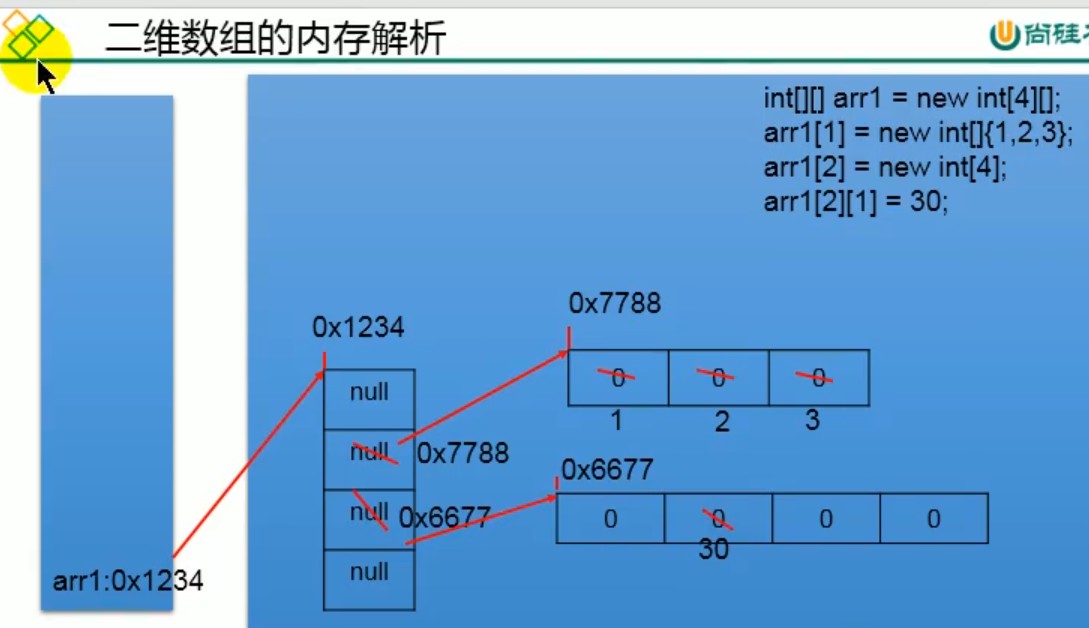 二维数组的内存解析
尚硅
int[][] arr1 = new int[4][];
arr1[1] = new int[]{1,2,3};
arr1[2] = new int[4];
arr1[2][1] = 30;
0x7788
0x1234
0 0 0
1 2 3
null
null 0x7788
0x6677
null 0x6677
0 0 0 0
30
null
arr1:0x1234